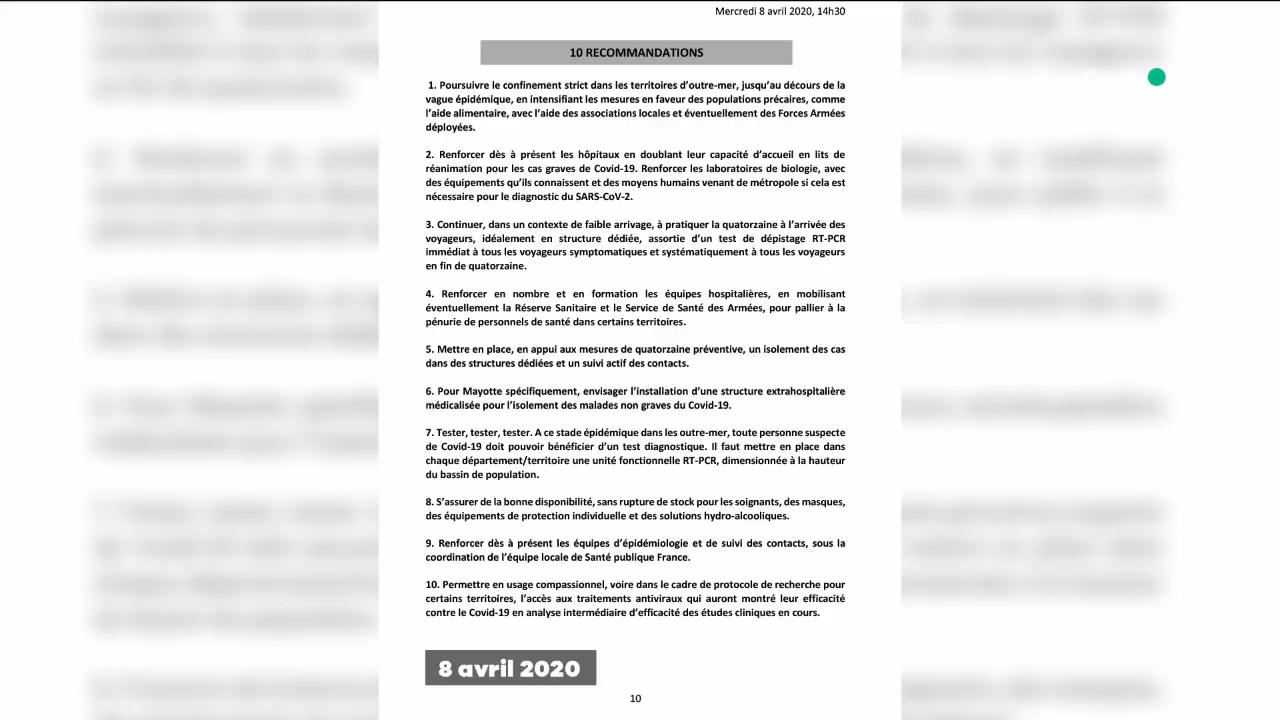 Mercredi 8 avril 2020, 14h30
10 RECOMMANDATIONS
1. Poursuivre le confinement strict dans les territoires d’outre-mer, jusqu’au décours de la
vague épidémique, en intensifiant les mesures en faveur des populations précaires, comme
l’aide alimentaire, avec l’aide des associations locales et éventuellement des Forces Armées
déployées.
2. Renforcer dès à présent les hôpitaux en doublant leur capacité d’accueil en lits de
réanimation pour les cas graves de Covid-19. Renforcer les laboratoires de biologie, avec
des équipements qu’ils connaissent et des moyens humains venant de métropole si cela est
nécessaire pour le diagnostic du SARS-CoV-2.
3. Continuer, dans un contexte de faible arrivage, à pratiquer la quatorzaine à l’arrivée des
voyageurs, idéalement en structure dédiée, assortie d’un test de dépistage RT-PCR
immédiat à tous les voyageurs symptomatiques et systématiquement à tous les voyageurs
en fin de quatorzaine.
4. Renforcer en nombre et en formation les équipes hospitalières, en mobilisant
éventuellement la Réserve Sanitaire et le Service de Santé des Armées, pour pallier à la
pénurie de personnels de santé dans certains territoires.
5. Mettre en place, en appui aux mesures de quatorzaine préventive, un isolement des cas
dans des structures dédiées et un suivi actif des contacts.
6. Pour Mayotte spécifiquement, envisager l’installation d’une structure extrahospitalière
médicalisée pour l’isolement des malades non graves du Covid-19.
7. Tester, tester, tester. A ce stade épidémique dans les outre-mer, toute personne suspecte
de Covid-19 doit pouvoir bénéficier d’un test diagnostique. Il faut mettre en place dans
chaque département/territoire une unité fonctionnelle RT-PCR, dimensionnée à la hauteur
du bassin de population.
8. S’assurer de la bonne disponibilité, sans rupture de stock pour les soignants, des masques,
des équipements de protection individuelle et des solutions hydro-alcooliques.
9. Renforcer dès à présent les équipes d’épidémiologie et de suivi des contacts, sous la
coordination de l’équipe locale de Santé publique France.
10. Permettre en usage compassionnel, voire dans le cadre de protocole de recherche pour
certains territoires, l’accès aux traitements antiviraux qui auront montré leur efficacité
contre le Covid-19 en analyse intermédiaire d’efficacité des études cliniques en cours.
8 avril 2020
10